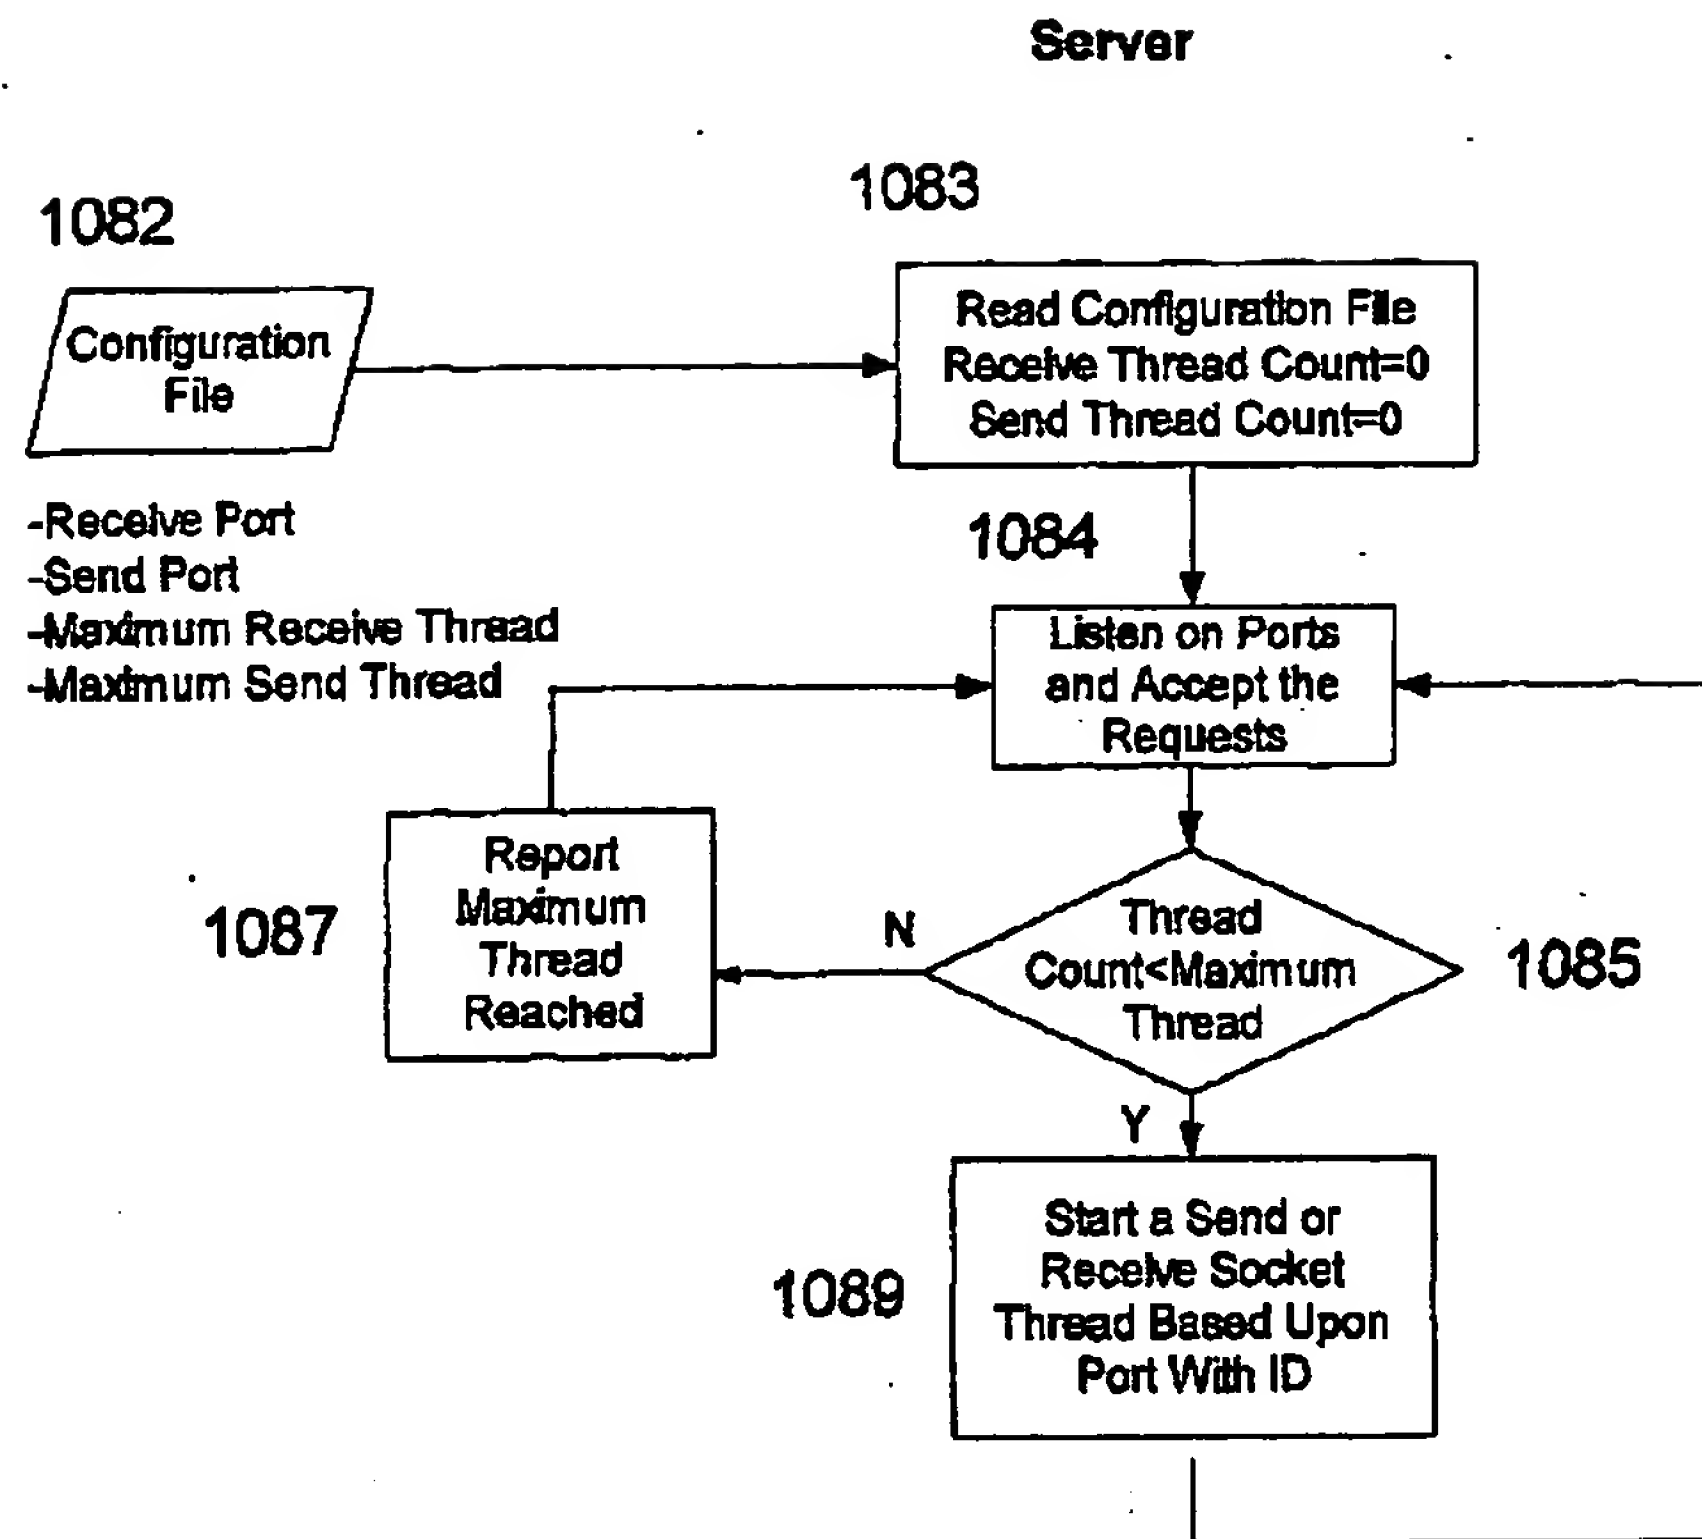 Server
1083
1082
Configuration
File
Read Configuration File
Receive Thread Count=0
Send Thread Count=0
-Receive Port
-Send Port
-Maximum Receive Thread
-Maximum Send Thread
1084
Listen on Ports
and Accept the
Requests
Report
Maximum
Thread
Reached
1087
N
Thread
Count<Maximum
Thread
1085
Y
Start a Send or
Receive Socket
Thread Based Upon
Port With ID
1089